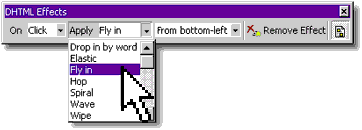 DHTML Effects
On Click Apply Fly in From bottom-left Remove Effect
Drop in by word
Elastic
Fly in
Hop
Spiral
Wave
Wipe